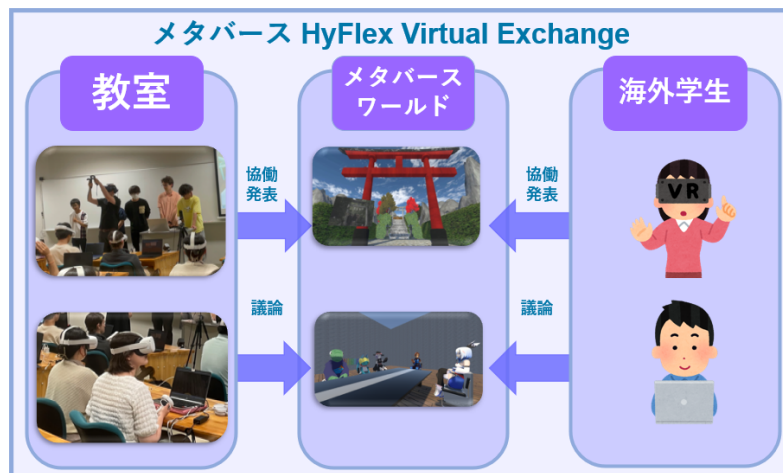 メタバース HyFlex Virtual Exchange
教室
メタバース
ワールド
海外学生
協働
発表
協働
発表
VR
議論
議論